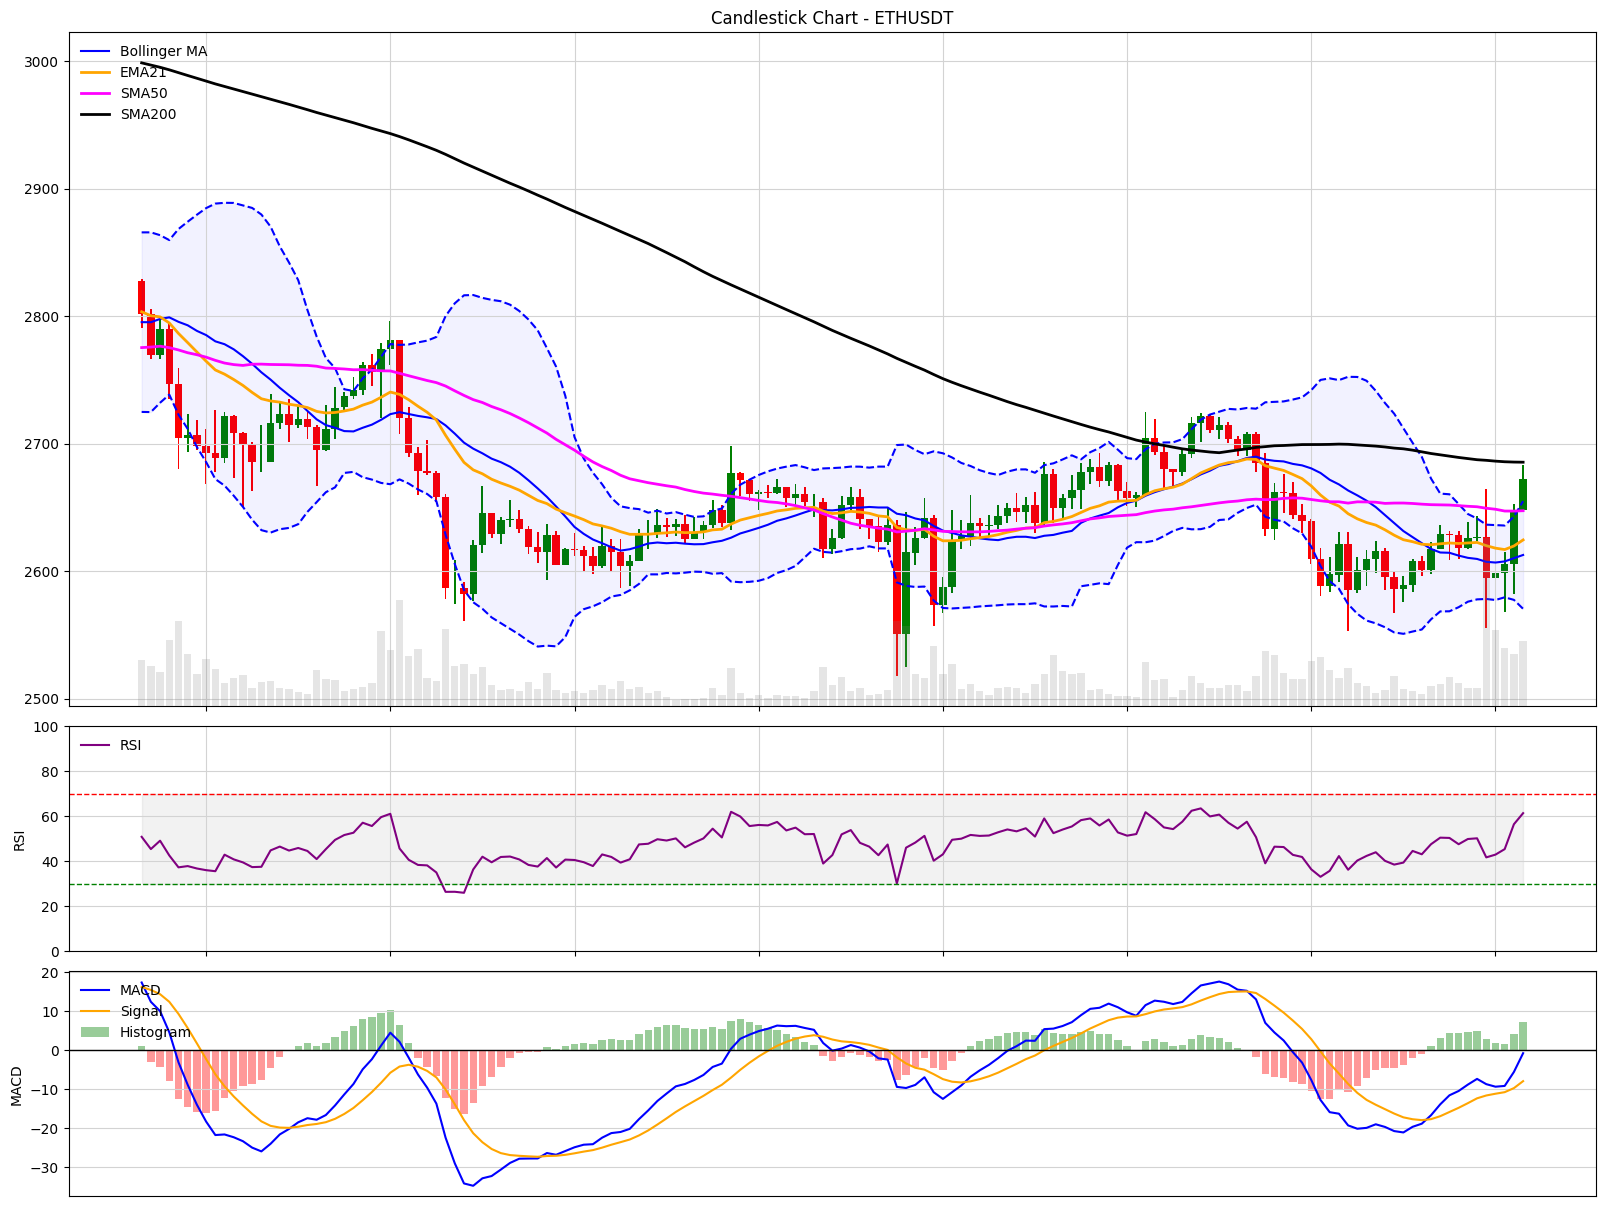 Candlestick Chart - ETHUSDT
Bollinger MA
EMA21
SMA50
SMA200
3000
2900
2800
2700
2600
2500
RSI
RSI
100
80
60
40
20
0
MACD
Signal
Histogram
MACD
20
10
0
−10
−20
−30